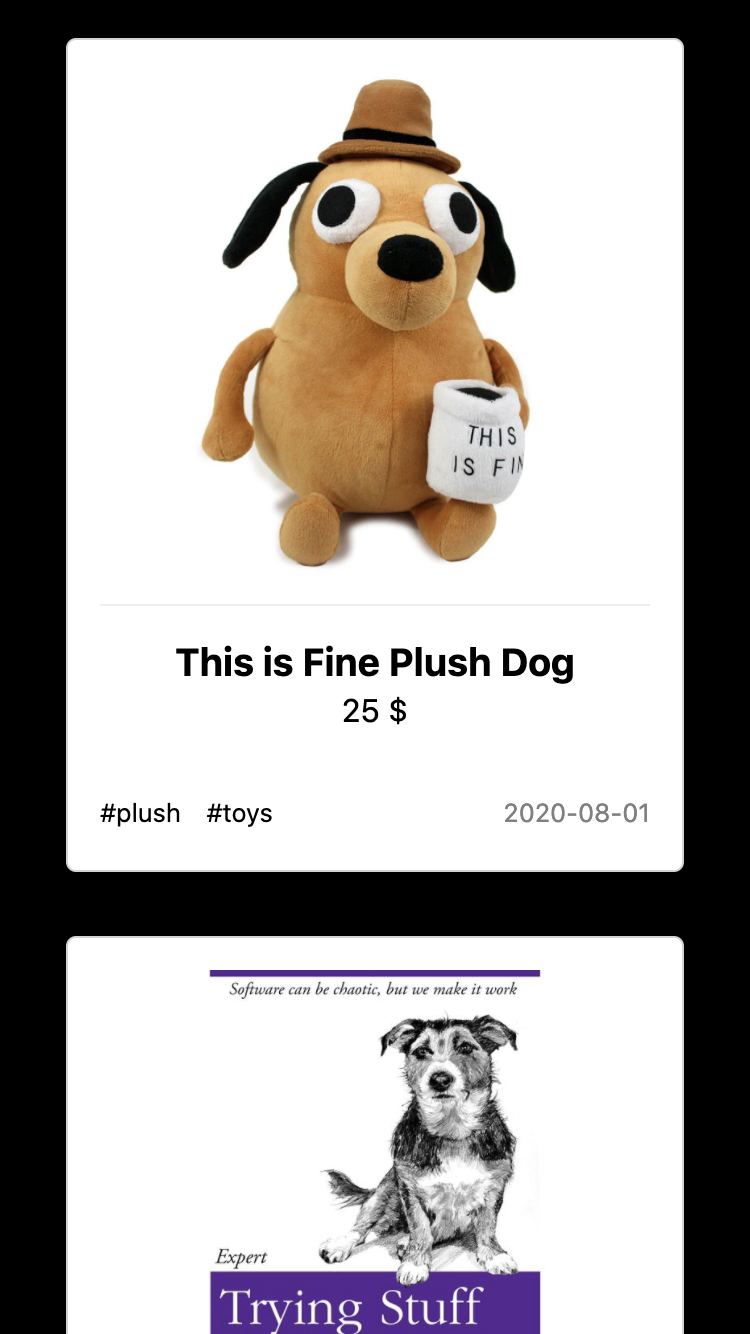 THIS
IS FIN
This is Fine Plush Dog
25 $
#plush #toys 2020-08-01
Software can be chaotic, but we make it work
Expert
Trying Stuff